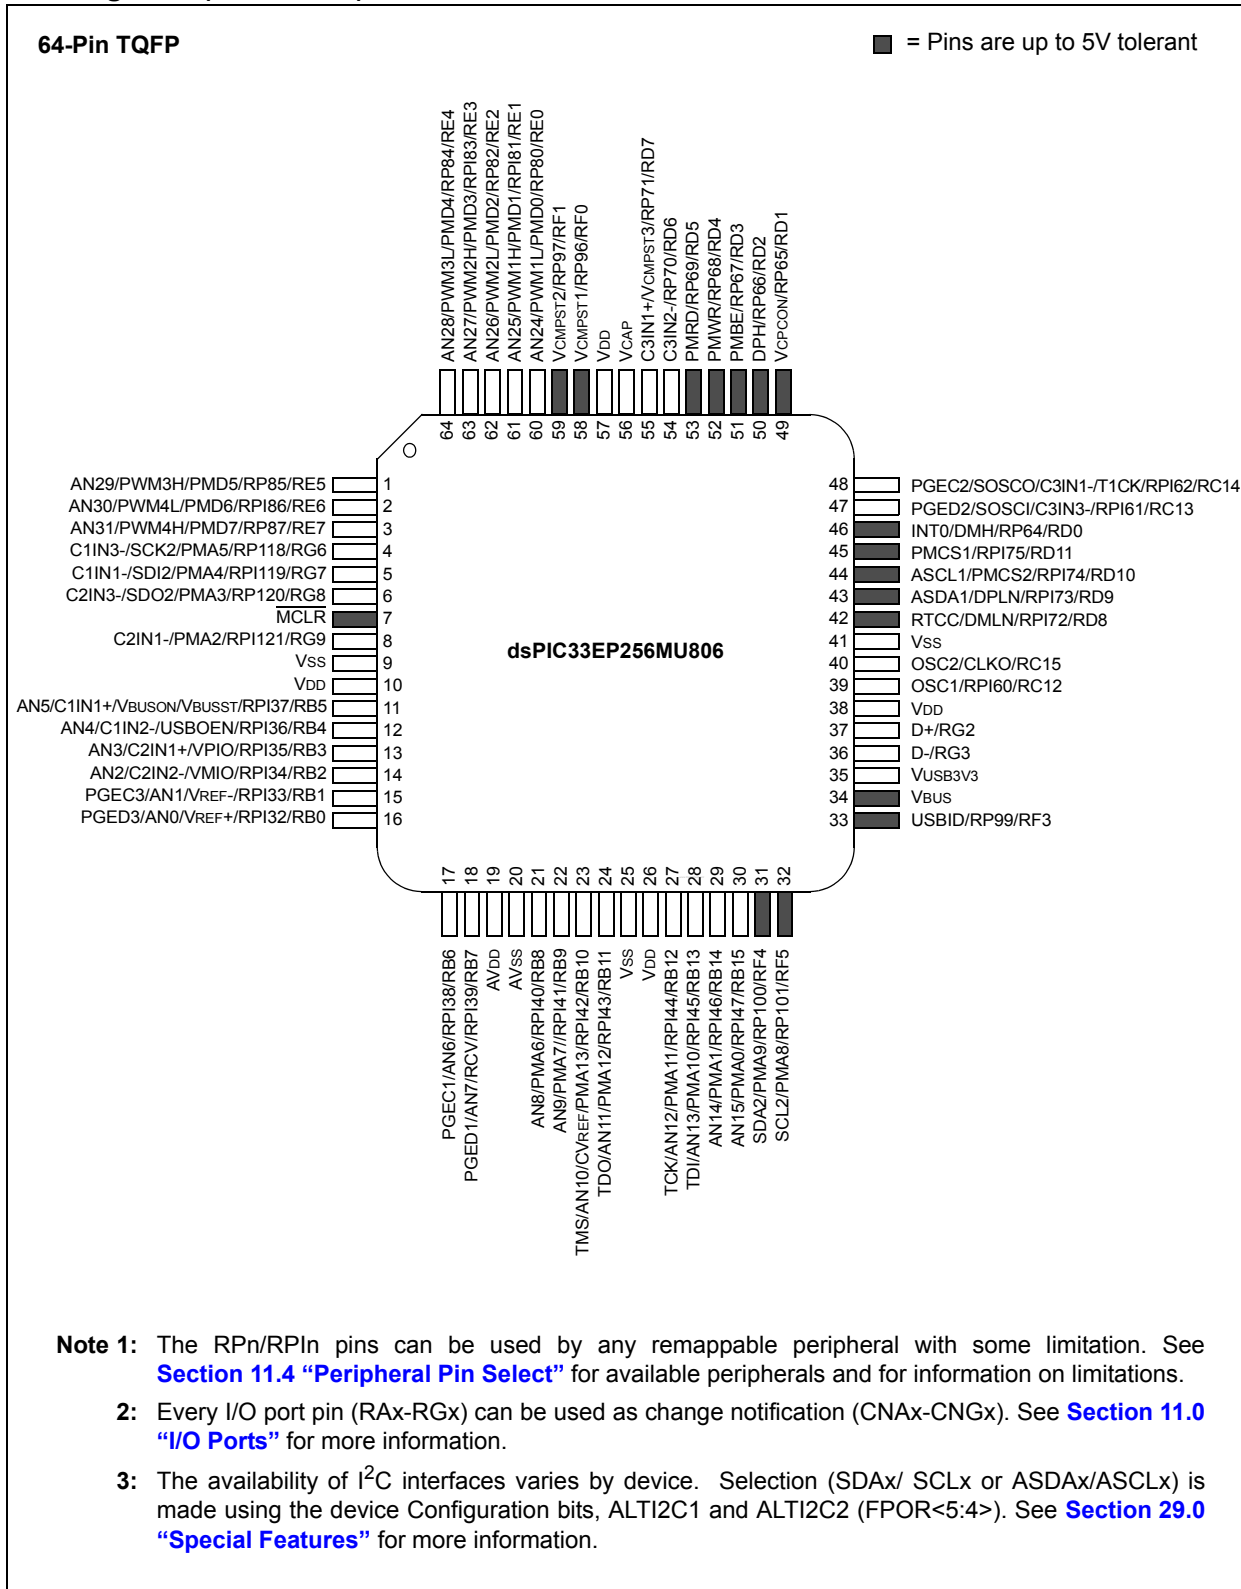 64-Pin TQFP
= Pins are up to 5V tolerant
AN28/PWM3L/PMD4/RP84/RE4
AN27/PWM2H/PMD3/RPI83/RE3
AN26/PWM2L/PMD2/RP82/RE2
AN25/PWM1H/PMD1/RPI81/RE1
AN24/PWM1L/PMD0/RP80/RE0
VCMPST2/RP97/RF1
VCMPST1/RP96/RF0
VDD
VCAP
C3IN1+/VCMPST3/RP71/RD7
C3IN2-/RP70/RD6
PMRD/RP69/RD5
PMWR/RP68/RD4
PMBE/RP67/RD3
DPH/RP66/RD2
VCPCON/RP65/RD1
64 63 62 61 60 59 58 57 56 55 54 53 52 51 50 49
AN29/PWM3H/PMD5/RP85/RE5 1
AN30/PWM4L/PMD6/RPI86/RE6 2
AN31/PWM4H/PMD7/RP87/RE7 3
C1IN3-/SCK2/PMA5/RP118/RG6 4
C1IN1-/SDI2/PMA4/RPI119/RG7 5
C2IN3-/SDO2/PMA3/RP120/RG8 6
MCLR 7
C2IN1-/PMA2/RPI121/RG9 8
VSS 9
VDD 10
AN5/C1IN1+/VBUSON/VBUSST/RPI37/RB5 11
AN4/C1IN2-/USBOEN/RPI36/RB4 12
AN3/C2IN1+/VPIO/RPI35/RB3 13
AN2/C2IN2-/VMIO/RPI34/RB2 14
PGEC3/AN1/VREF-/RPI33/RB1 15
PGED3/AN0/VREF+/RPI32/RB0 16
dsPIC33EP256MU806
48 PGEC2/SOSCO/C3IN1-/T1CK/RPI62/RC14
47 PGED2/SOSCI/C3IN3-/RPI61/RC13
46 INT0/DMH/RP64/RD0
45 PMCS1/RPI75/RD11
44 ASCL1/PMCS2/RPI74/RD10
43 ASDA1/DPLN/RPI73/RD9
42 RTCC/DMLN/RPI72/RD8
41 VSS
40 OSC2/CLKO/RC15
39 OSC1/RPI60/RC12
38 VDD
37 D+/RG2
36 D-/RG3
35 VUSB3V3
34 VBUS
33 USBID/RP99/RF3
17 18 19 20 21 22 23 24 25 26 27 28 29 30 31 32
PGEC1/AN6/RPI38/RB6
PGED1/AN7/RCV/RPI39/RB7
AVDD
AVSS
AN8/PMA6/RPI40/RB8
AN9/PMA7//RPI41/RB9
TMS/AN10/CVREF/PMA13/RPI42/RB10
TDO/AN11/PMA12/RPI43/RB11
VSS
VDD
TCK/AN12/PMA11/RPI44/RB12
TDI/AN13/PMA10/RPI45/RB13
AN14/PMA1/RPI46/RB14
AN15/PMA0/RPI47/RB15
SDA2/PMA9/RP100/RF4
SCL2/PMA8/RP101/RF5
Note 1: The RPn/RPIn pins can be used by any remappable peripheral with some limitation. See
Section 11.4 “Peripheral Pin Select” for available peripherals and for information on limitations.
2: Every I/O port pin (RAx-RGx) can be used as change notification (CNAx-CNGx). See Section 11.0
“I/O Ports” for more information.
3: The availability of I2C interfaces varies by device. Selection (SDAx/ SCLx or ASDAx/ASCLx) is
made using the device Configuration bits, ALTI2C1 and ALTI2C2 (FPOR<5:4>). See Section 29.0
“Special Features” for more information.